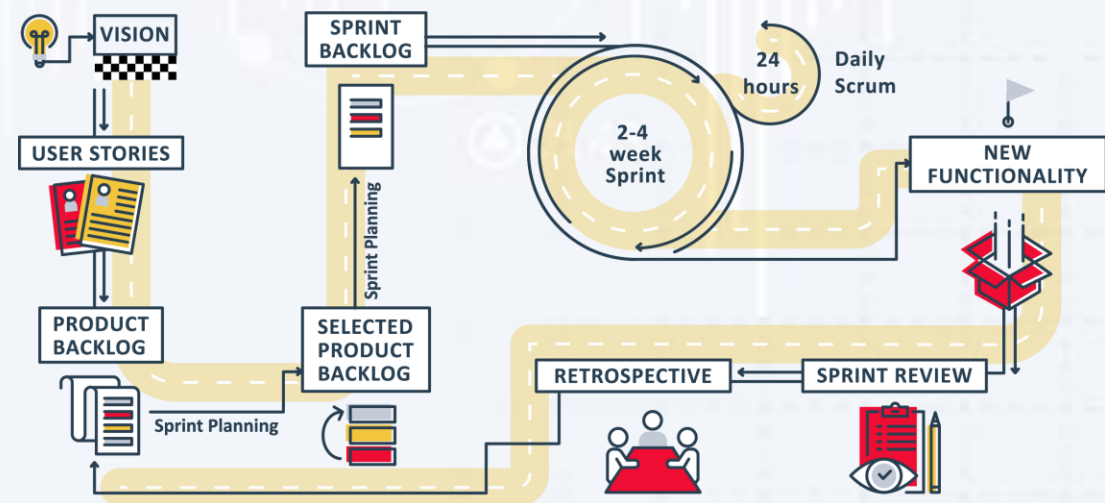 VISION
USER STORIES
PRODUCT
BACKLOG
Sprint Planning
SELECTED
PRODUCT
BACKLOG
Sprint Planning
SPRINT
BACKLOG
2-4
week
Sprint
24
hours
Daily
Scrum
NEW
FUNCTIONALITY
SPRINT REVIEW
RETROSPECTIVE